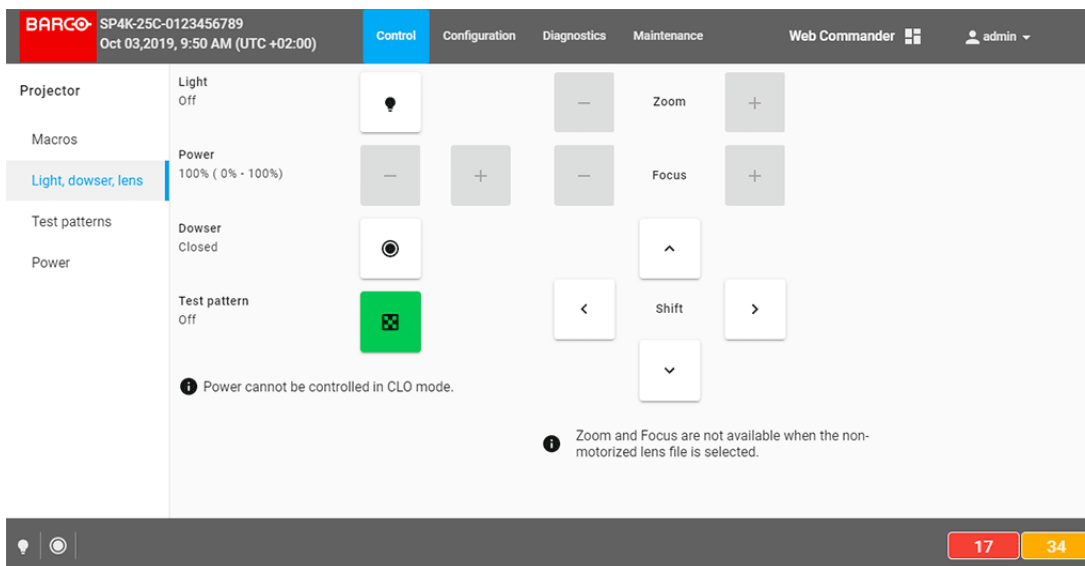 BARCO
SP4K-25C-0123456789
Oct 03,2019, 9:50 AM (UTC +02:00)
Control
Configuration
Diagnostics
Maintenance
Web Commander
admin
Projector
Macros
Light, dowser, lens
Test patterns
Power
Light
Off
Power
100% ( 0% - 100%)
Dowser
Closed
Test pattern
Off
Power cannot be controlled in CLO mode.
− Zoom +
− +
− Focus +
Shift
Zoom and Focus are not available when the non-
motorized lens file is selected.
17
34